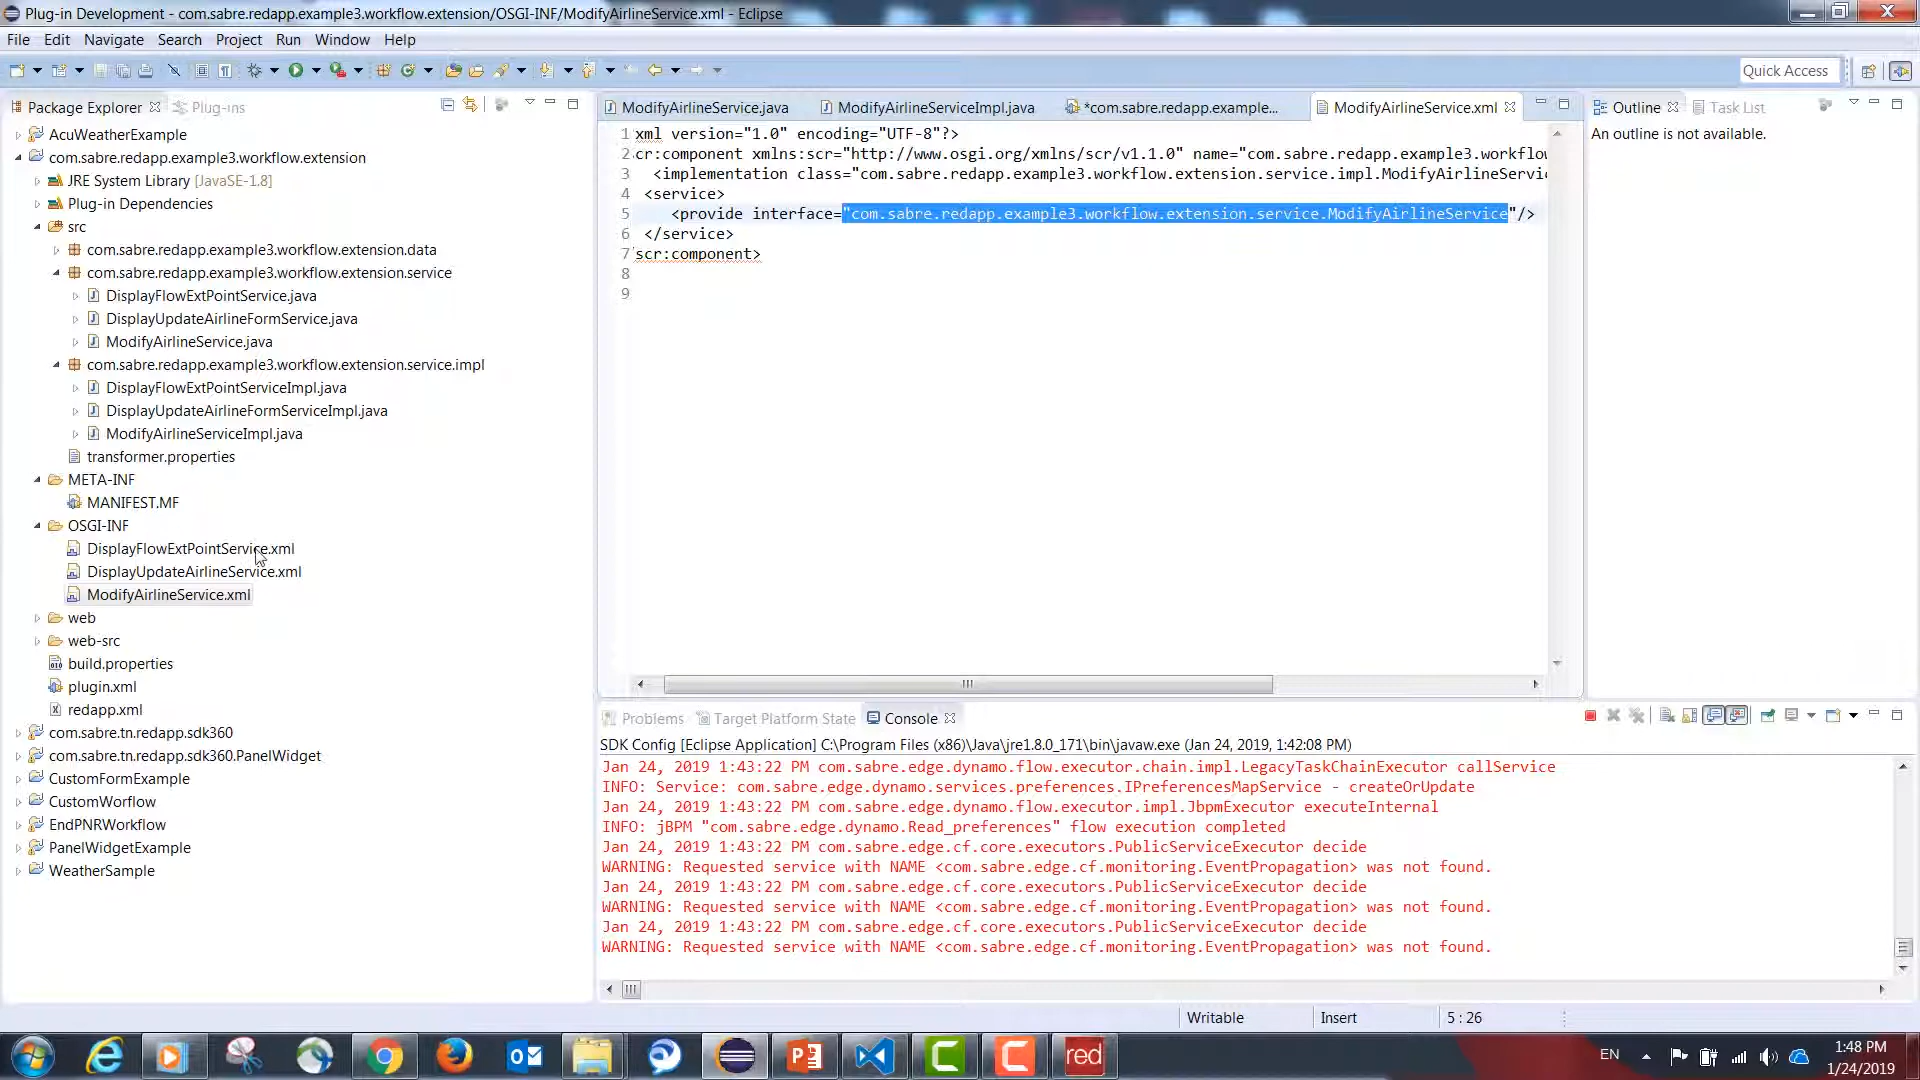 Plug-in Development - com.sabre.redapp.example3.workflow.extension/OSGI-INF/ModifyAirlineService.xml - Eclipse
File Edit Navigate Search Project Run Window Help
Quick Access
Package Explorer Plug-ins
AcuWeatherExample
com.sabre.redapp.example3.workflow.extension
JRE System Library [JavaSE-1.8]
Plug-in Dependencies
src
com.sabre.redapp.example3.workflow.extension.data
com.sabre.redapp.example3.workflow.extension.service
DisplayFlowExtPointService.java
DisplayUpdateAirlineFormService.java
ModifyAirlineService.java
com.sabre.redapp.example3.workflow.extension.service.impl
DisplayFlowExtPointServiceImpl.java
DisplayUpdateAirlineFormServiceImpl.java
ModifyAirlineServiceImpl.java
transformer.properties
META-INF
MANIFEST.MF
OSGI-INF
DisplayFlowExtPointService.xml
DisplayUpdateAirlineService.xml
ModifyAirlineService.xml
web
web-src
build.properties
plugin.xml
redapp.xml
com.sabre.tn.redapp.sdk360
com.sabre.tn.redapp.sdk360.PanelWidget
CustomFormExample
CustomWorflow
EndPNRWorkflow
PanelWidgetExample
WeatherSample
ModifyAirlineService.java ModifyAirlineServiceImpl.java *com.sabre.redapp.example... ModifyAirlineService.xml
1 xml version="1.0" encoding="UTF-8"?>
2 cr:component xmlns:scr="http://www.osgi.org/xmlns/scr/v1.1.0" name="com.sabre.redapp.example3.workflo
3 <implementation class="com.sabre.redapp.example3.workflow.extension.service.impl.ModifyAirlineServi
4 <service>
5 <provide interface="com.sabre.redapp.example3.workflow.extension.service.ModifyAirlineService"/>
6 </service>
7 scr:component>
8
9
Outline Task List
An outline is not available.
Problems Target Platform State Console
SDK Config [Eclipse Application] C:\Program Files (x86)\Java\jre1.8.0_171\bin\javaw.exe (Jan 24, 2019, 1:42:08 PM)
Jan 24, 2019 1:43:22 PM com.sabre.edge.dynamo.flow.executor.chain.impl.LegacyTaskChainExecutor callService
INFO: Service: com.sabre.edge.dynamo.services.preferences.IPreferencesMapService - createOrUpdate
Jan 24, 2019 1:43:22 PM com.sabre.edge.dynamo.flow.executor.impl.JbpmExecutor executeInternal
INFO: jBPM "com.sabre.edge.dynamo.Read_preferences" flow execution completed
Jan 24, 2019 1:43:22 PM com.sabre.edge.cf.core.executors.PublicServiceExecutor decide
WARNING: Requested service with NAME <com.sabre.edge.cf.monitoring.EventPropagation> was not found.
Jan 24, 2019 1:43:22 PM com.sabre.edge.cf.core.executors.PublicServiceExecutor decide
WARNING: Requested service with NAME <com.sabre.edge.cf.monitoring.EventPropagation> was not found.
Jan 24, 2019 1:43:22 PM com.sabre.edge.cf.core.executors.PublicServiceExecutor decide
WARNING: Requested service with NAME <com.sabre.edge.cf.monitoring.EventPropagation> was not found.
Writable Insert 5 : 26
red
EN
1:48 PM
1/24/2019